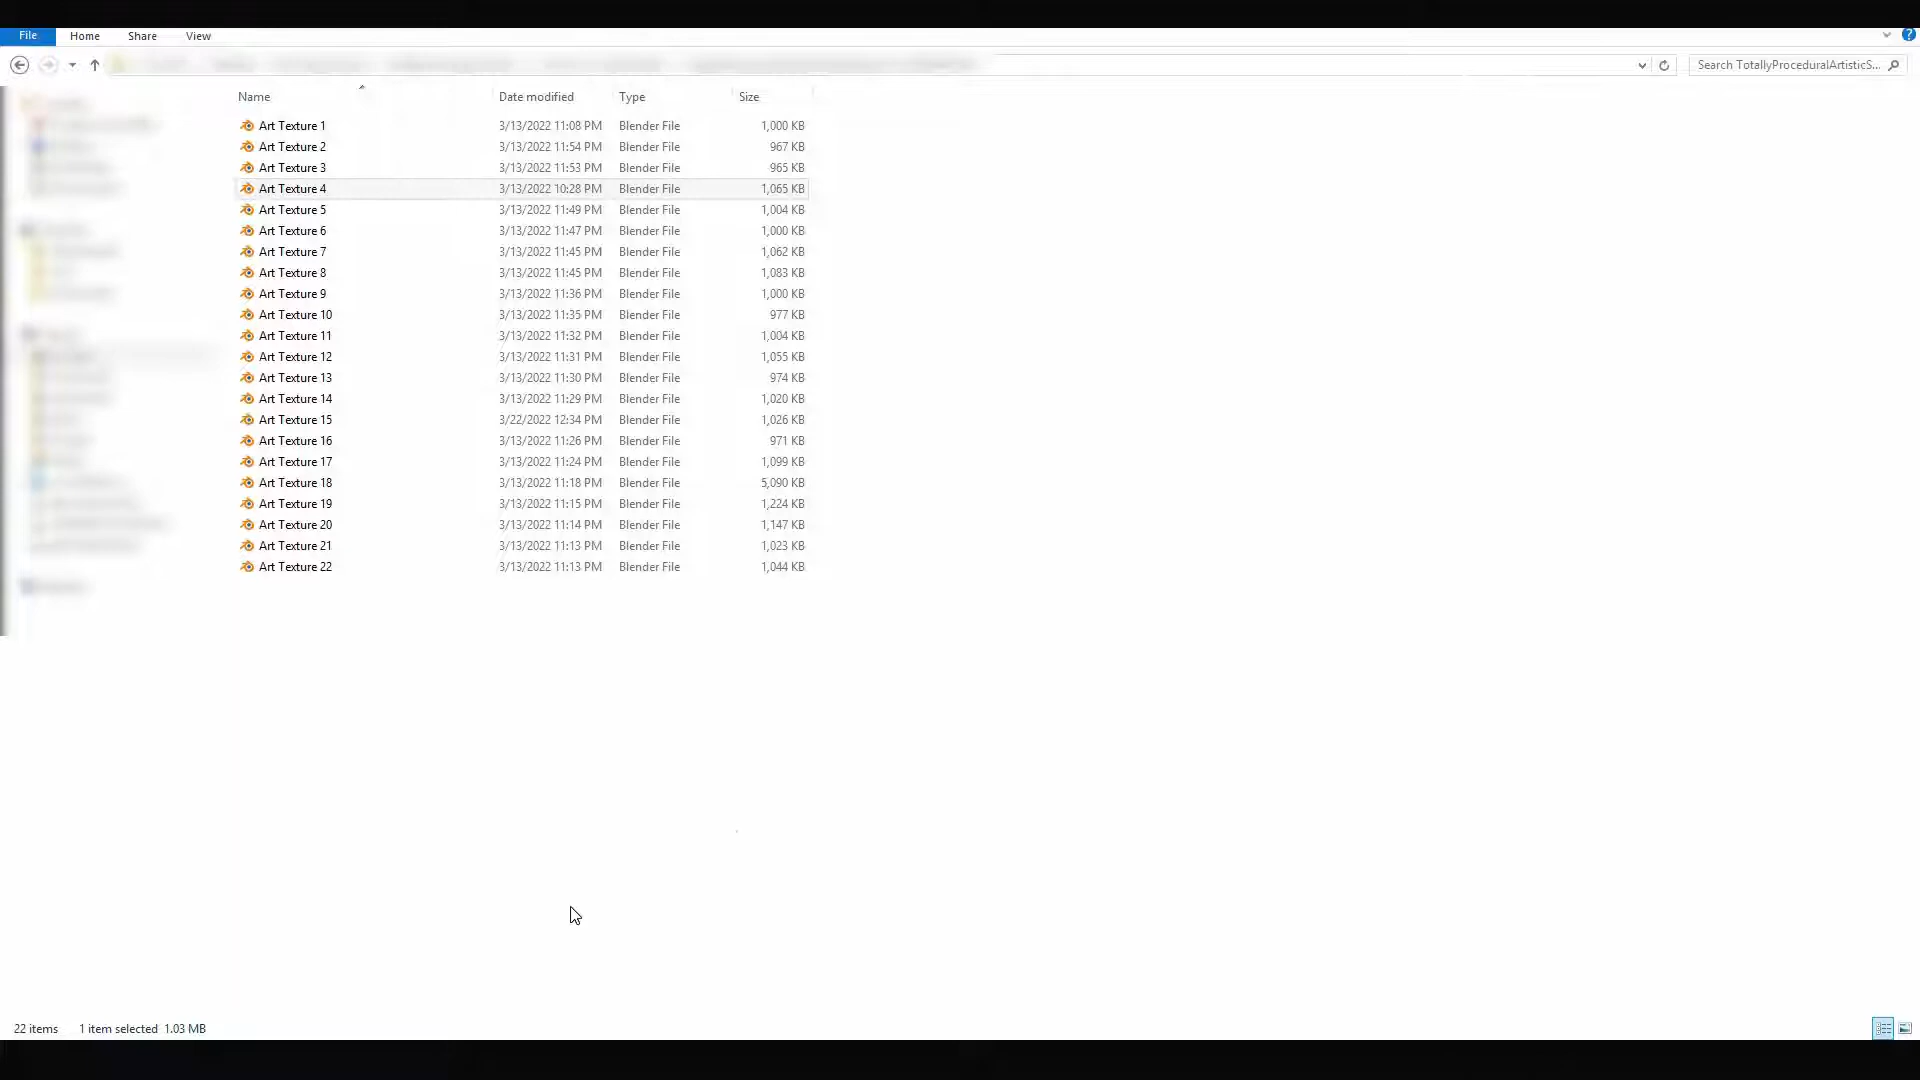 File Home Share View
Search TotallyProceduralArtisticS...
Name Date modified Type Size
Art Texture 1 3/13/2022 11:08 PM Blender File 1,000 KB
Art Texture 2 3/13/2022 11:54 PM Blender File 967 KB
Art Texture 3 3/13/2022 11:53 PM Blender File 965 KB
Art Texture 4 3/13/2022 10:28 PM Blender File 1,065 KB
Art Texture 5 3/13/2022 11:49 PM Blender File 1,004 KB
Art Texture 6 3/13/2022 11:47 PM Blender File 1,000 KB
Art Texture 7 3/13/2022 11:45 PM Blender File 1,062 KB
Art Texture 8 3/13/2022 11:45 PM Blender File 1,083 KB
Art Texture 9 3/13/2022 11:36 PM Blender File 1,000 KB
Art Texture 10 3/13/2022 11:35 PM Blender File 977 KB
Art Texture 11 3/13/2022 11:32 PM Blender File 1,004 KB
Art Texture 12 3/13/2022 11:31 PM Blender File 1,055 KB
Art Texture 13 3/13/2022 11:30 PM Blender File 974 KB
Art Texture 14 3/13/2022 11:29 PM Blender File 1,020 KB
Art Texture 15 3/22/2022 12:34 PM Blender File 1,026 KB
Art Texture 16 3/13/2022 11:26 PM Blender File 971 KB
Art Texture 17 3/13/2022 11:24 PM Blender File 1,099 KB
Art Texture 18 3/13/2022 11:18 PM Blender File 5,090 KB
Art Texture 19 3/13/2022 11:15 PM Blender File 1,224 KB
Art Texture 20 3/13/2022 11:14 PM Blender File 1,147 KB
Art Texture 21 3/13/2022 11:13 PM Blender File 1,023 KB
Art Texture 22 3/13/2022 11:13 PM Blender File 1,044 KB
22 items 1 item selected 1.03 MB